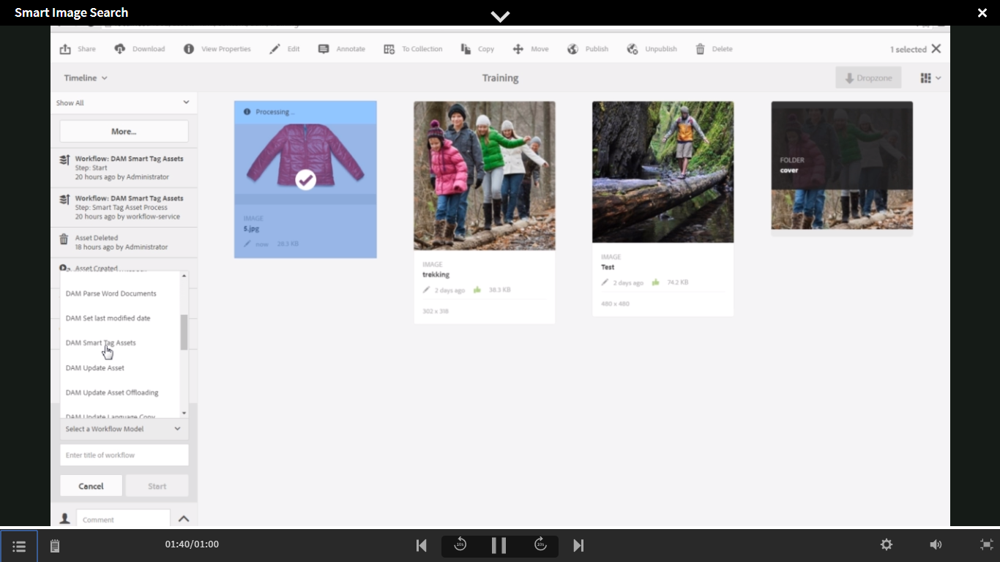 Smart Image Search
Share Download View Properties Edit Annotate To Collection Copy Move Publish Unpublish Delete 1 selected
Timeline Training Dropzone
Show All
More...
Workflow: DAM Smart Tag Assets
Step: Start
20 hours ago by Administrator
Workflow: DAM Smart Tag Assets
Step: Smart Tag Asset Process
20 hours ago by workflow-service
Asset Deleted
18 hours ago by Administrator
Asset Created
DAM Parse Word Documents
DAM Set last modified date
DAM Smart Tag Assets
DAM Update Asset
DAM Update Asset Offloading
DAM Update Language Copy
Select a Workflow Model
Enter title of workflow
Cancel Start
Comment
Processing ..
IMAGE
5.jpg
now 28.3 KB
IMAGE
trekking
2 days ago 38.3 KB
302 x 318
IMAGE
Test
2 days ago 74.2 KB
480 x 480
FOLDER
cover
01:40/01:00
10s 10s